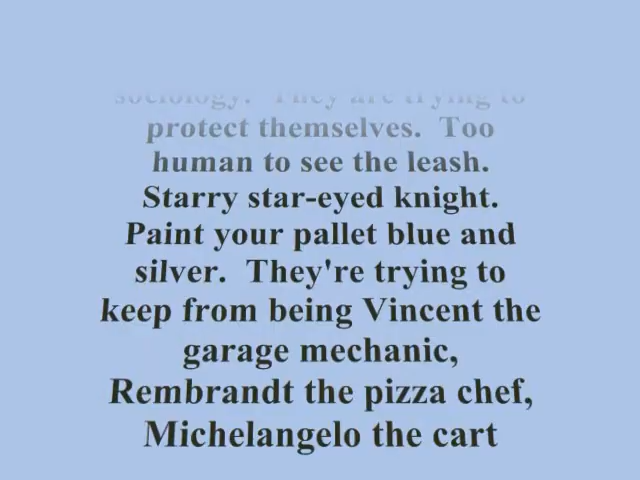 sociology.  They are trying to
protect themselves.  Too
human to see the leash.
Starry star-eyed knight.
Paint your pallet blue and
silver.  They're trying to
keep from being Vincent the
garage mechanic,
Rembrandt the pizza chef,
Michelangelo the cart